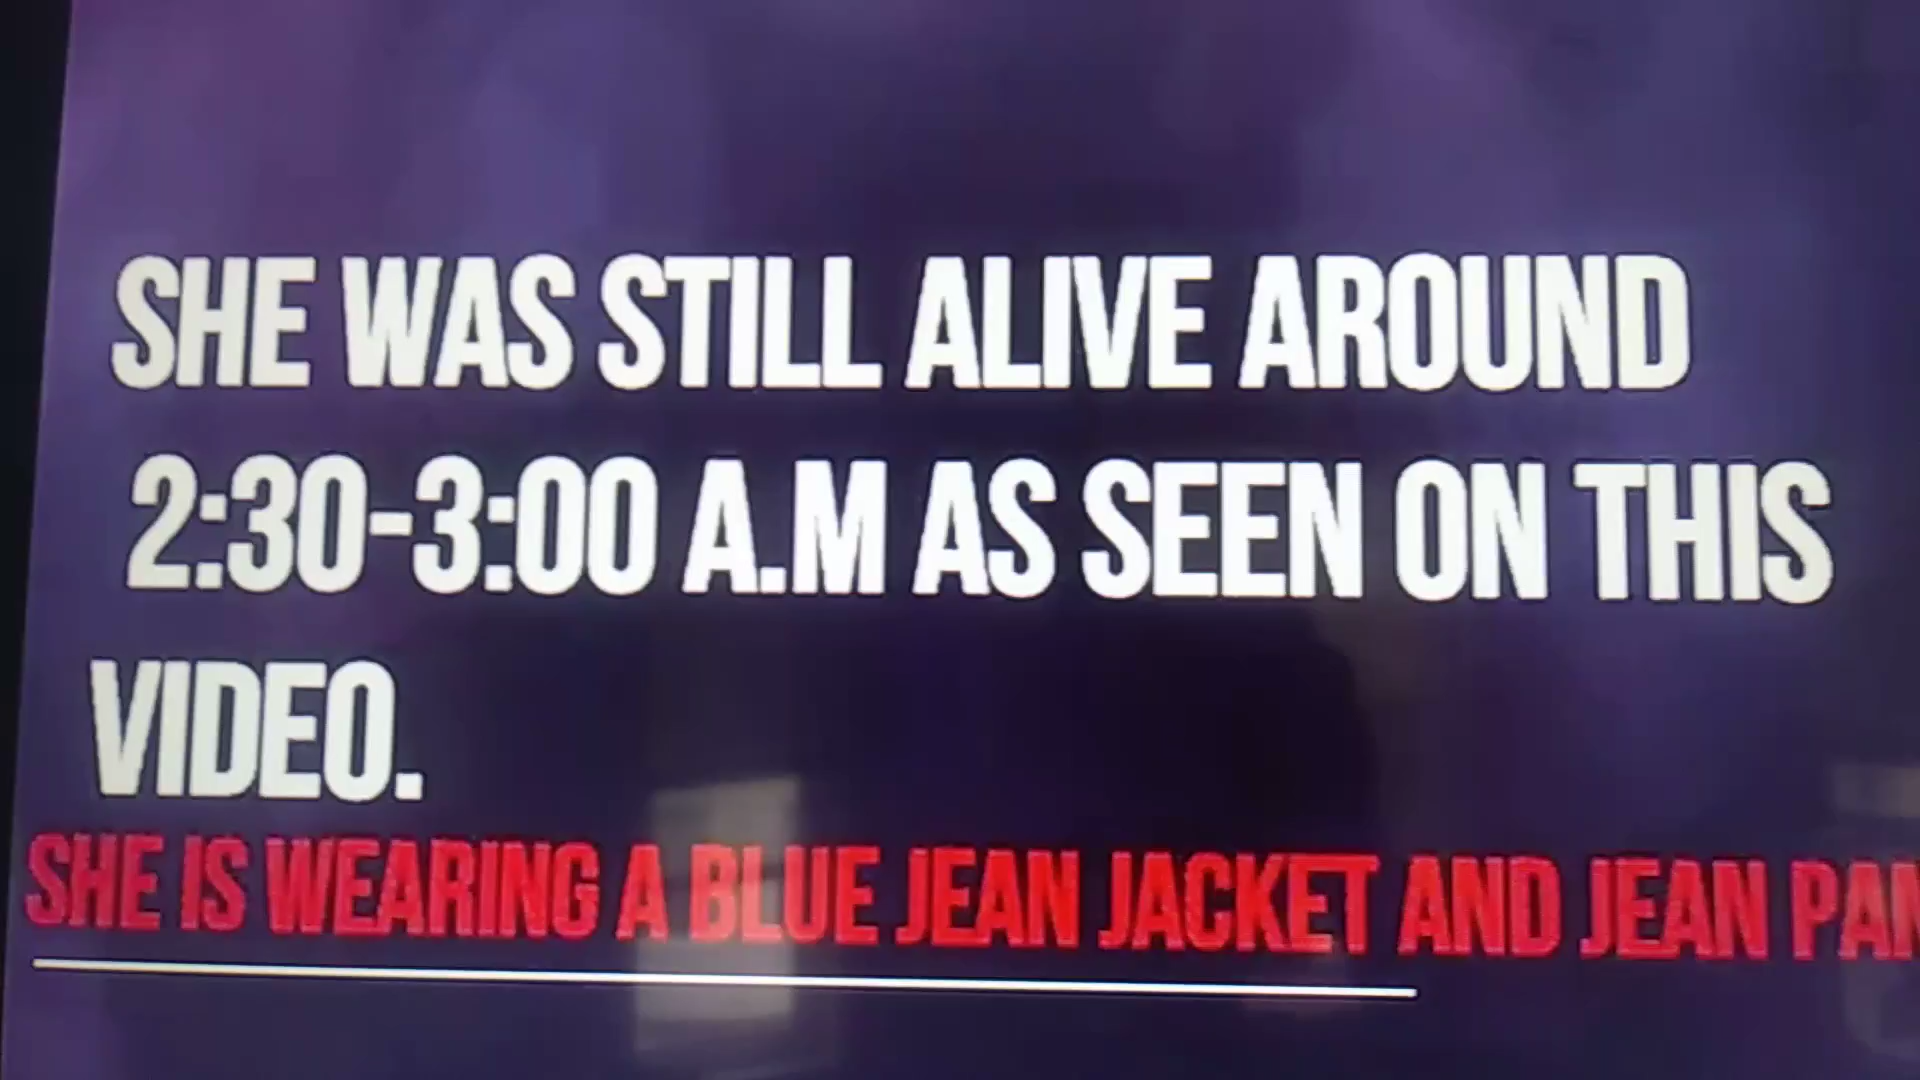 SHE WAS STILL ALIVE AROUND
2:30-3:00 A.M AS SEEN ON THIS
VIDEO.
SHE IS WEARING A BLUE JEAN JACKET AND JEAN